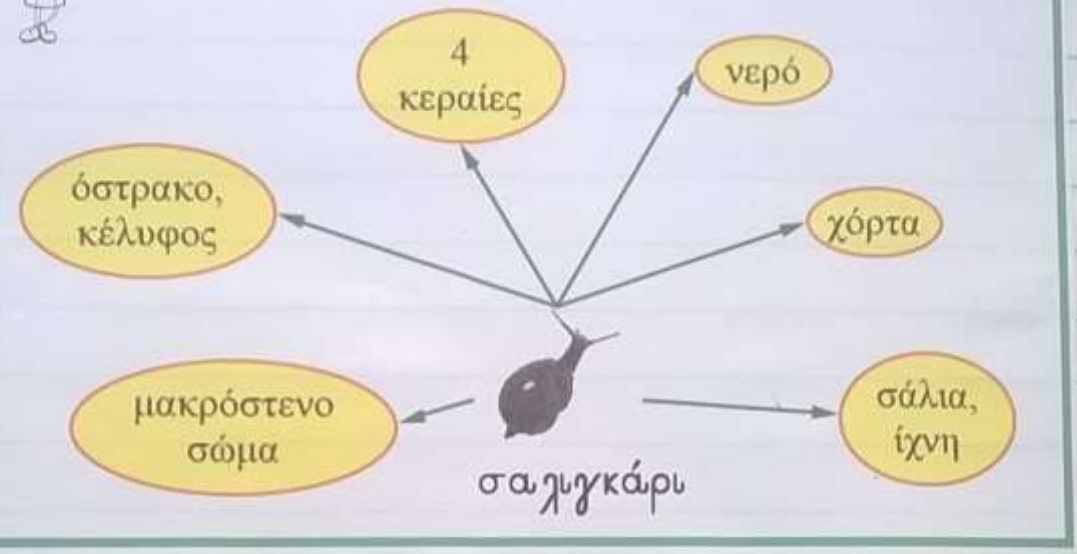 4
κεραίες
νερό
όστρακο,
κέλυφος
χόρτα
μακρόστενο
σώμα
σάλια,
ίχνη
σαλιγκάρι